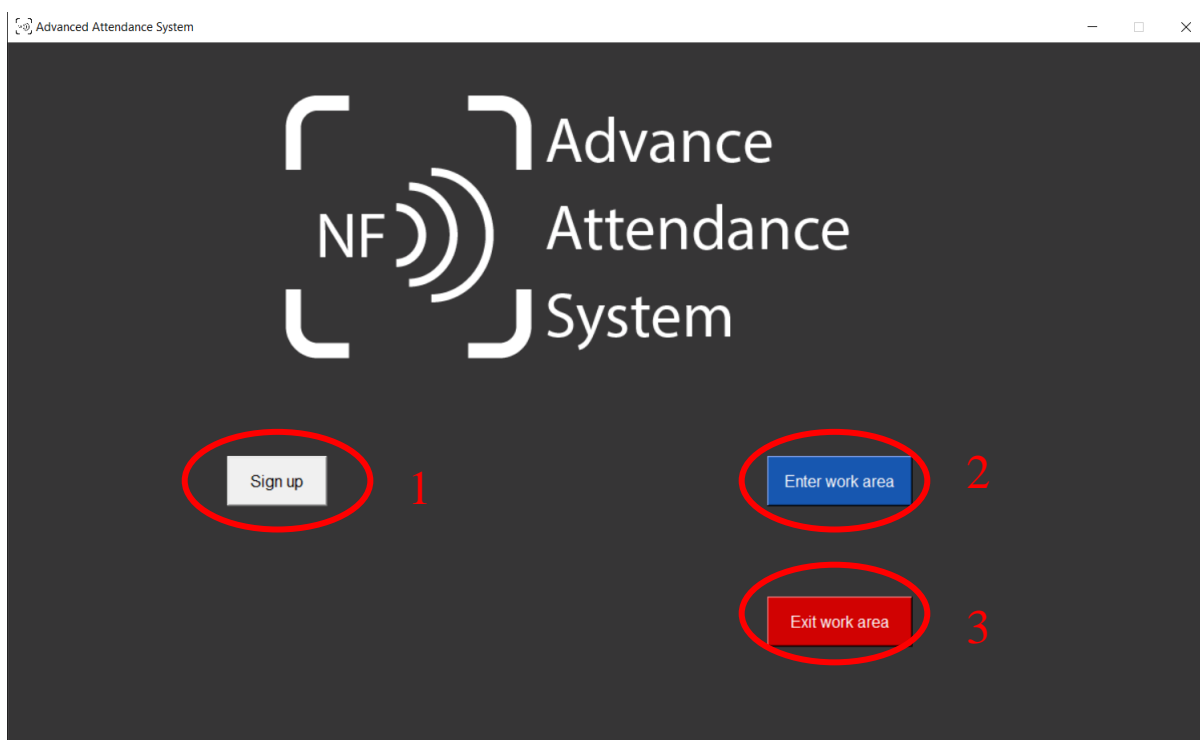 Advanced Attendance System
Advance
NF
Attendance
System
Sign up
1
Enter work area
2
Exit work area
3